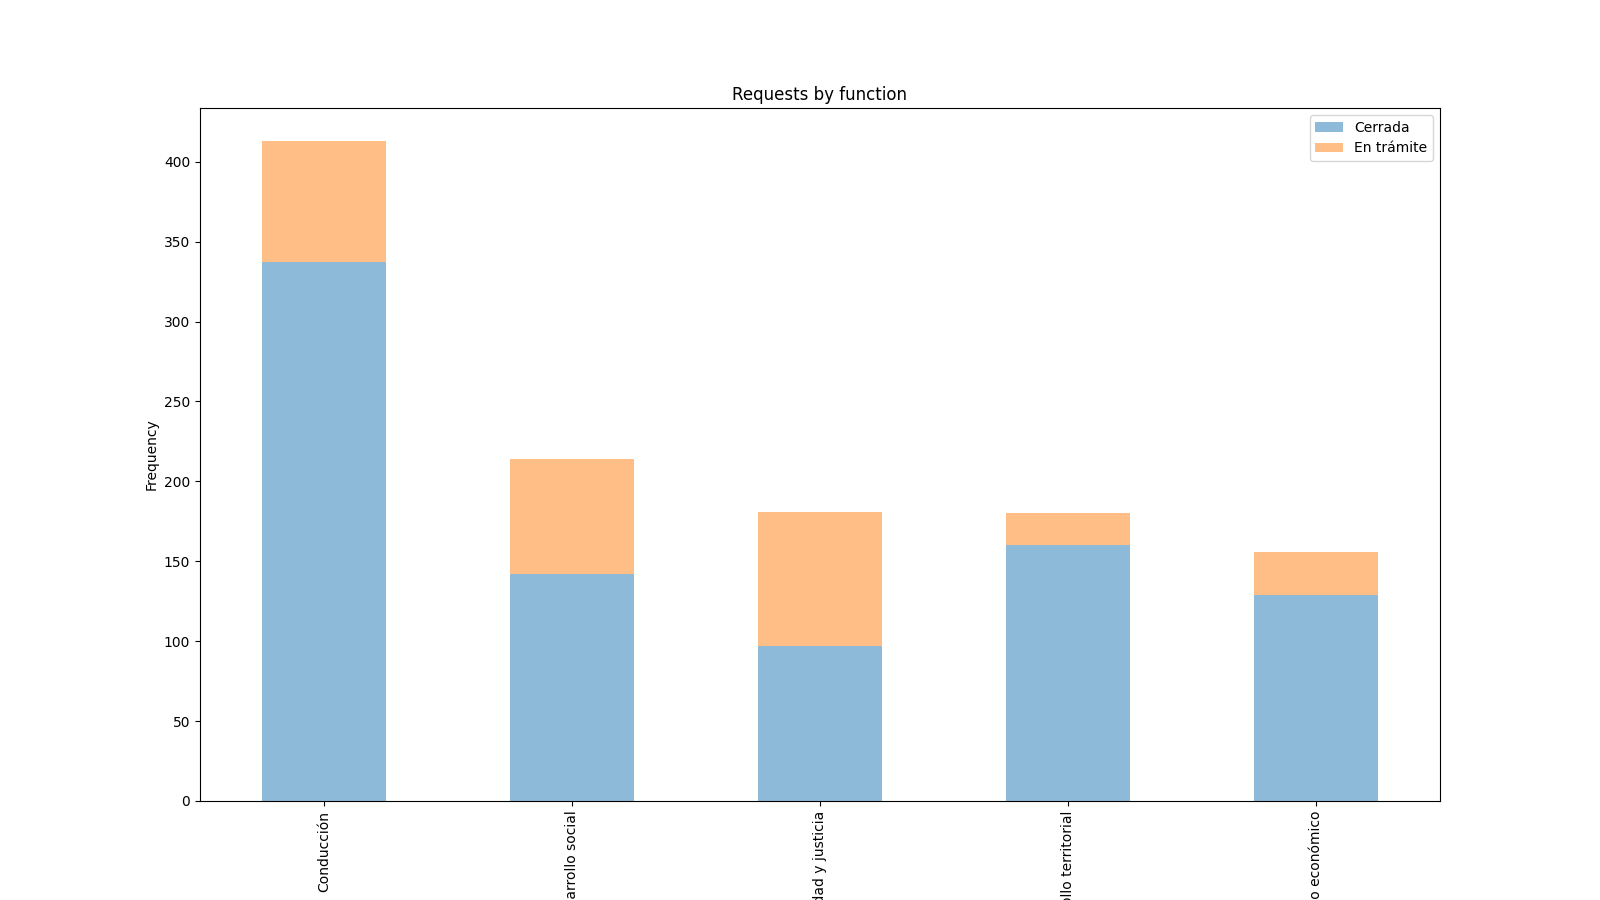 Requests by function
Cerrada
En trámite
Frequency
400
350
300
250
200
150
100
50
0
Conducción
arrollo social
dad y justicia
ollo territorial
o económico